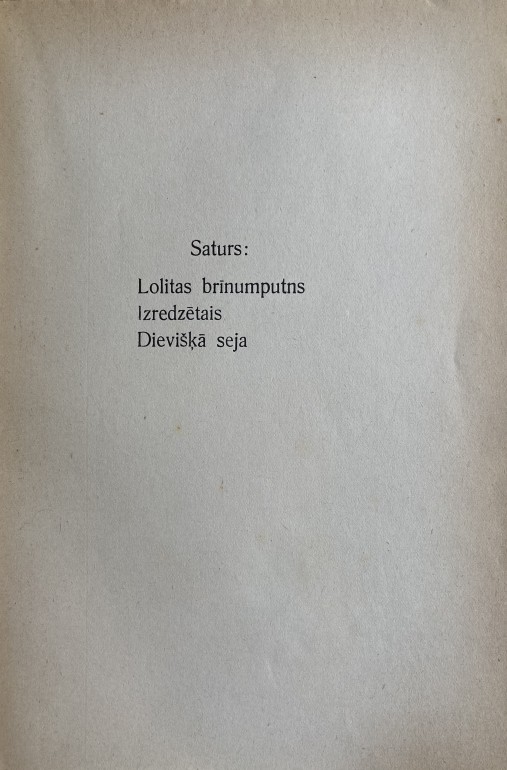 Saturs:
Lolitas brīnumputns
Izredzētais
Dievišķā seja